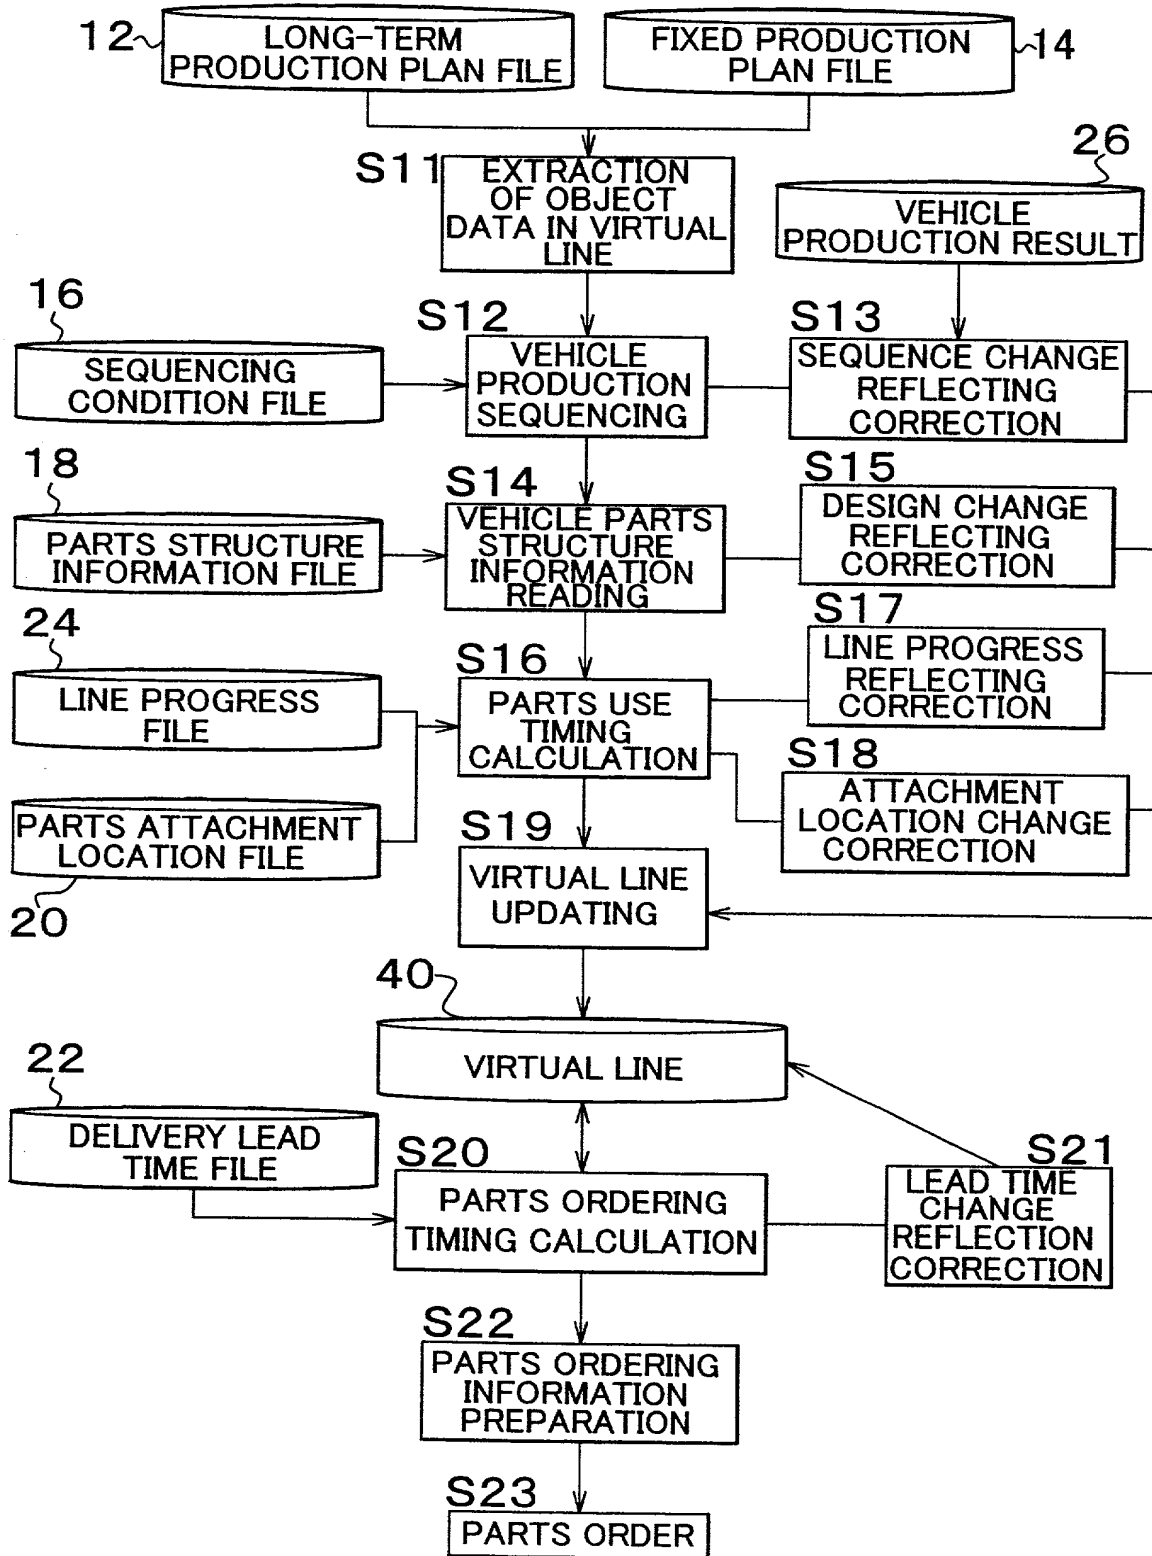 12
LONG-TERM
PRODUCTION PLAN FILE
FIXED PRODUCTION
PLAN FILE
14
S11
EXTRACTION
OF OBJECT
DATA IN VIRTUAL
LINE
26
VEHICLE
PRODUCTION RESULT
16
SEQUENCING
CONDITION FILE
S12
VEHICLE
PRODUCTION
SEQUENCING
S13
SEQUENCE CHANGE
REFLECTING
CORRECTION
18
PARTS STRUCTURE
INFORMATION FILE
S14
VEHICLE PARTS
STRUCTURE
INFORMATION
READING
S15
DESIGN CHANGE
REFLECTING
CORRECTION
24
LINE PROGRESS
FILE
S16
PARTS USE
TIMING
CALCULATION
S17
LINE PROGRESS
REFLECTING
CORRECTION
S18
ATTACHMENT
LOCATION CHANGE
CORRECTION
PARTS ATTACHMENT
LOCATION FILE
20
S19
VIRTUAL LINE
UPDATING
40
VIRTUAL LINE
22
DELIVERY LEAD
TIME FILE
S20
PARTS ORDERING
TIMING CALCULATION
S21
LEAD TIME
CHANGE
REFLECTION
CORRECTION
S22
PARTS ORDERING
INFORMATION
PREPARATION
S23
PARTS ORDER